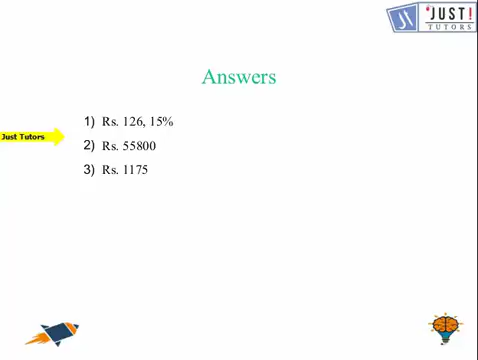 JUST!
TUTORS
Answers
1) Rs. 126, 15%
Just Tutors
2) Rs. 55800
3) Rs. 1175